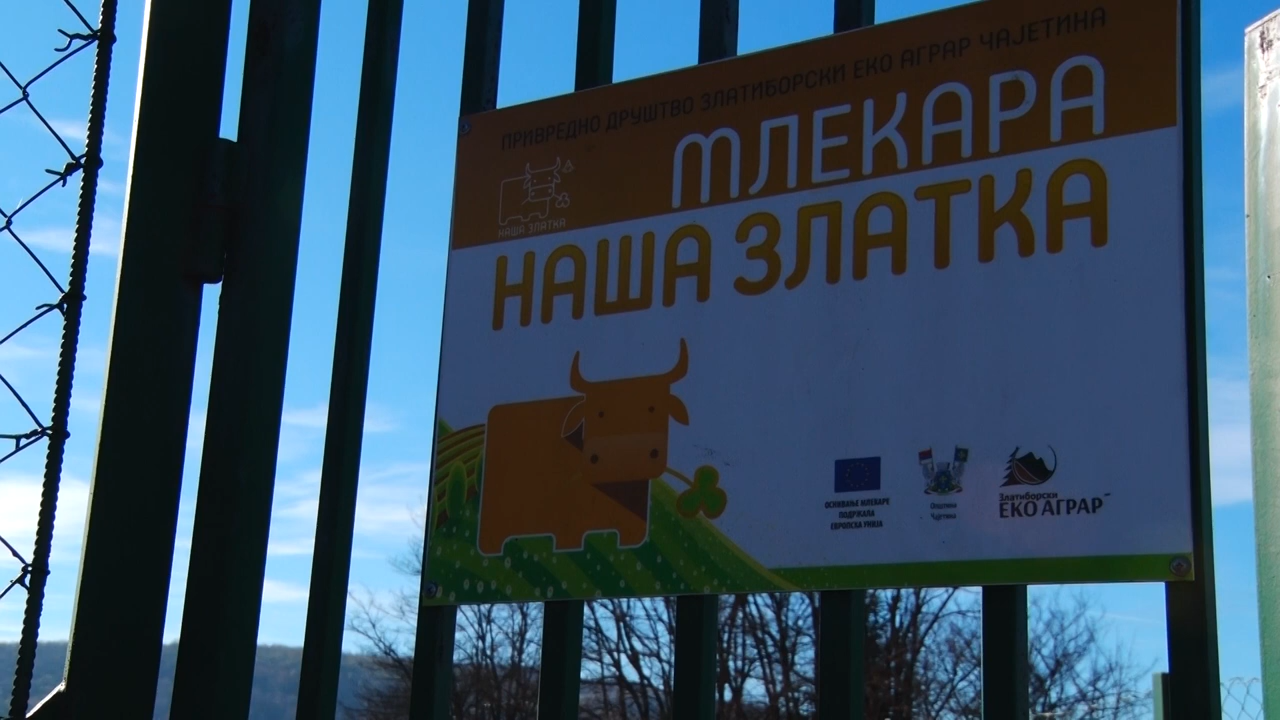 ПРИВРЕДНО ДРУШТВО ЗЛАТИБОРСКИ ЕКО АГРАР ЧАЈЕТИНА
МЛЕКАРА
НАША ЗЛАТКА
НАША ЗЛАТКА
ОСНИВАЊЕ МЛЕКАРЕ
ПОДРЖАЛА
ЕВРОПСКА УНИЈА
Општина
Чајетина
Златиборски
ЕКО АГРАР